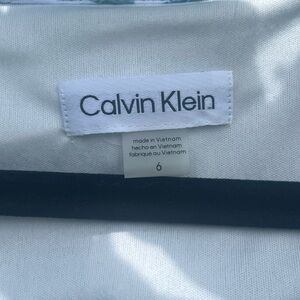 Calvin Klein
made in Vietnam
hecho en Vietnam
fabriqué au Vietnam
6